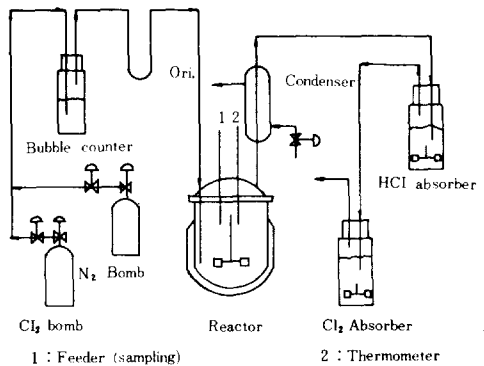 Ori.
Condenser
1 2
Bubble counter
HCl absorber
N₂ Bomb
Cl₂ bomb
Reactor
Cl₂ Absorber
1 : Feeder (sampling)
2 : Thermometer